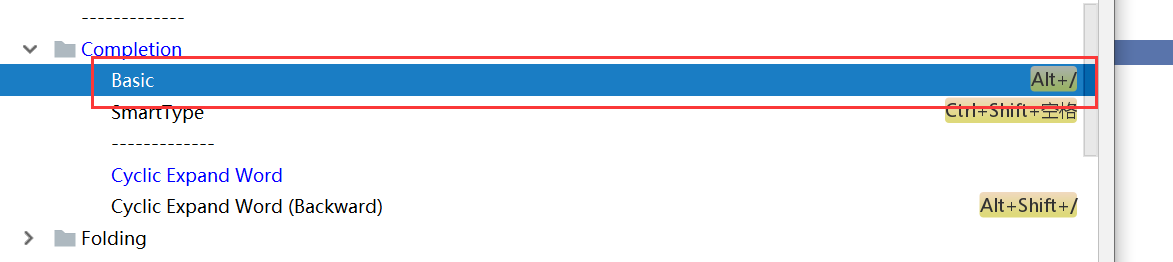 -------------
Completion
Basic Alt+/
SmartType Ctrl+Shift+空格
-------------
Cyclic Expand Word
Cyclic Expand Word (Backward) Alt+Shift+/
Folding